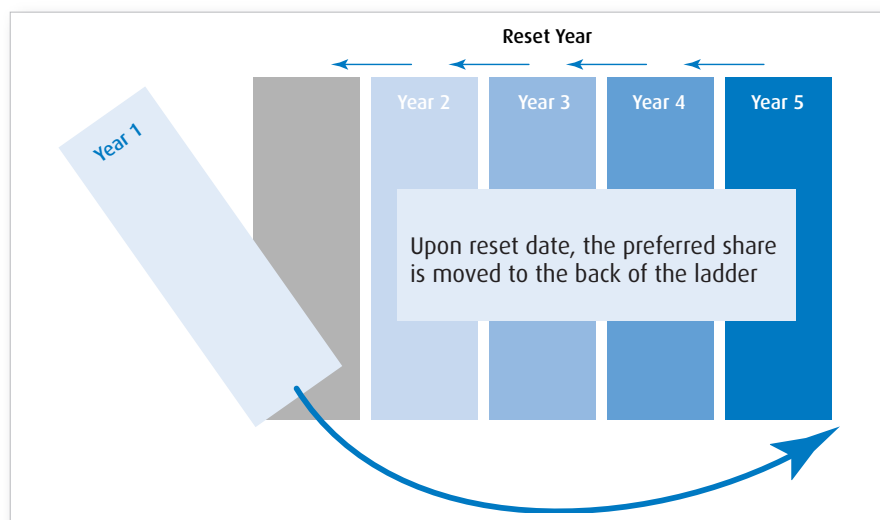 Reset Year
Year 1
Year 2
Year 3
Year 4
Year 5
Upon reset date, the preferred share
is moved to the back of the ladder